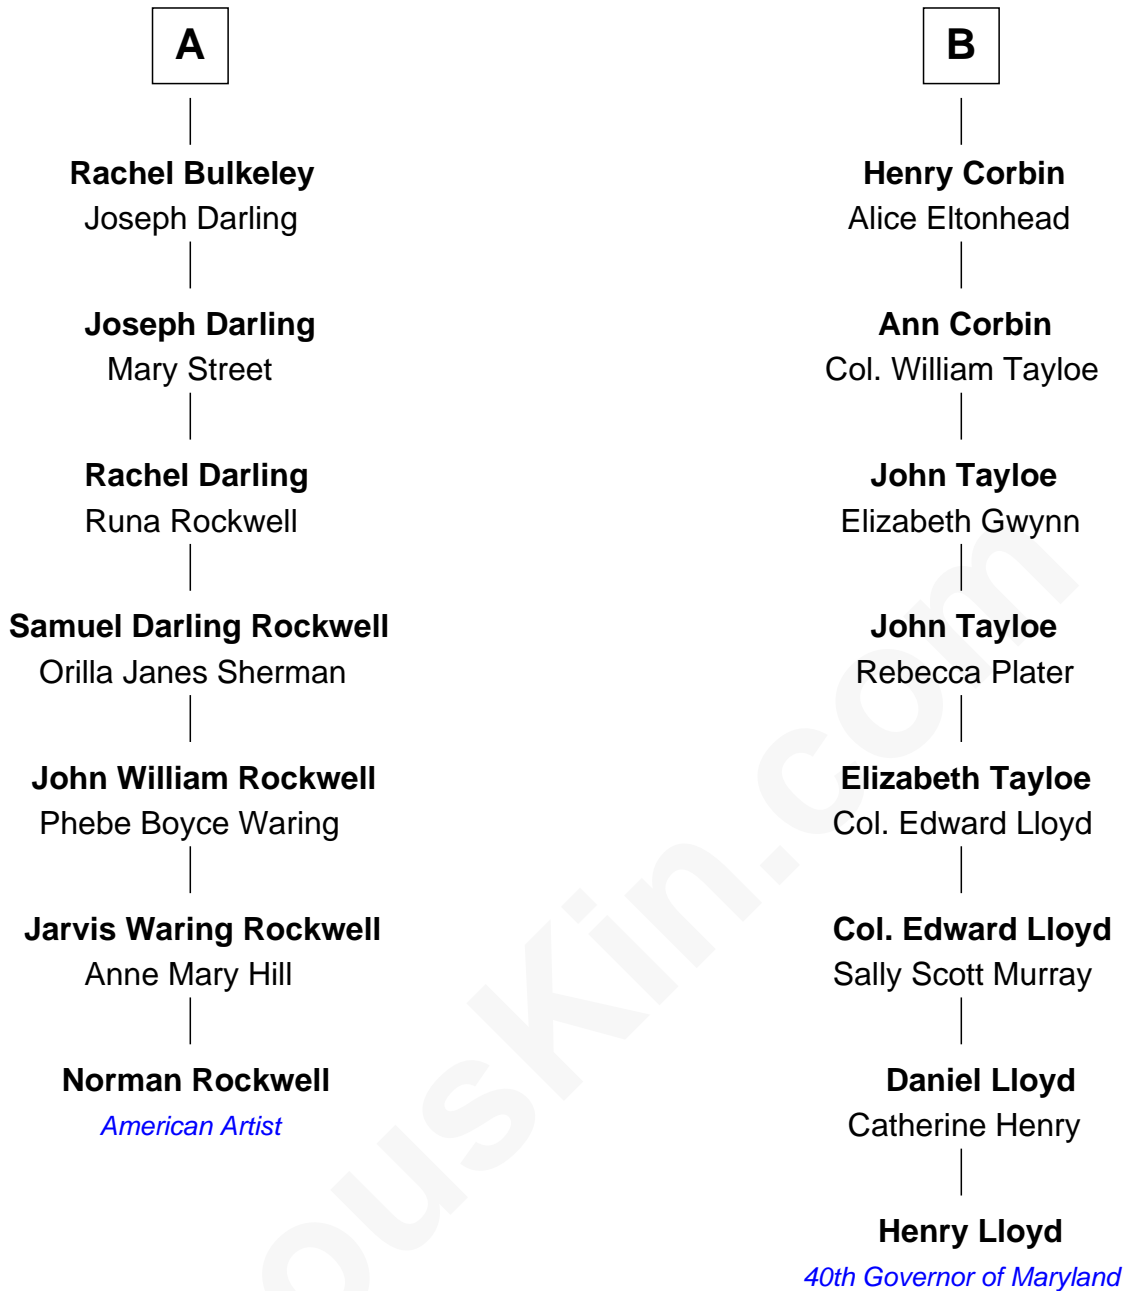 A
Rachel Bulkeley
Joseph Darling
Joseph Darling
Mary Street
Rachel Darling
Runa Rockwell
Samuel Darling Rockwell
Orilla Janes Sherman
John William Rockwell
Phebe Boyce Waring
Jarvis Waring Rockwell
Anne Mary Hill
Norman Rockwell
American Artist
B
Henry Corbin
Alice Eltonhead
Ann Corbin
Col. William Tayloe
John Tayloe
Elizabeth Gwynn
John Tayloe
Rebecca Plater
Elizabeth Tayloe
Col. Edward Lloyd
Col. Edward Lloyd
Sally Scott Murray
Daniel Lloyd
Catherine Henry
Henry Lloyd
40th Governor of Maryland
ousKin.com